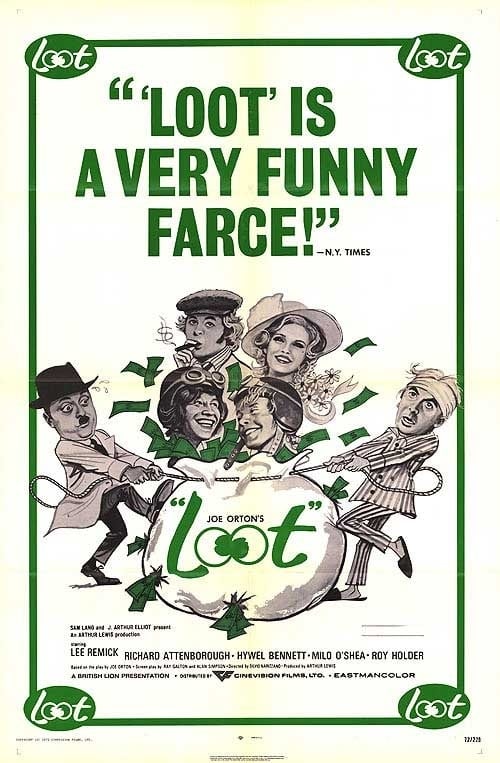 Loot Loot
“‘LOOT’ IS
A VERY FUNNY
FARCE!”
—N.Y. TIMES
JOE ORTON'S
“Loot”
SAM LANG and J. ARTHUR ELLIOT present
An ARTHUR LEWIS production
starring
LEE REMICK RICHARD ATTENBOROUGH · HYWEL BENNETT · MILO O'SHEA · ROY HOLDER
Based on the play by JOE ORTON · Screen play by RAY GALTON and ALAN SIMPSON · Directed by SILVIO NARIZZANO · Produced by ARTHUR LEWIS
A BRITISH LION PRESENTATION · DISTRIBUTED BY CINEVISION FILMS, LTD. · EASTMANCOLOR
Loot Loot
72/228